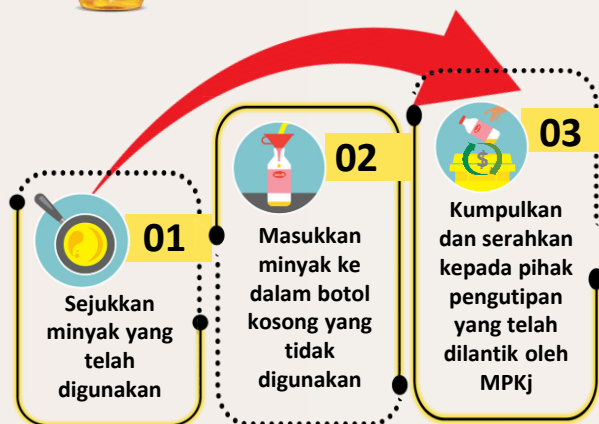 01
Sejukkan
minyak yang
telah
digunakan
02
Masukkan
minyak ke
dalam botol
kosong yang
tidak
digunakan
03
$
Kumpulkan
dan serahkan
kepada pihak
pengutipan
yang telah
dilantik oleh
MPKj